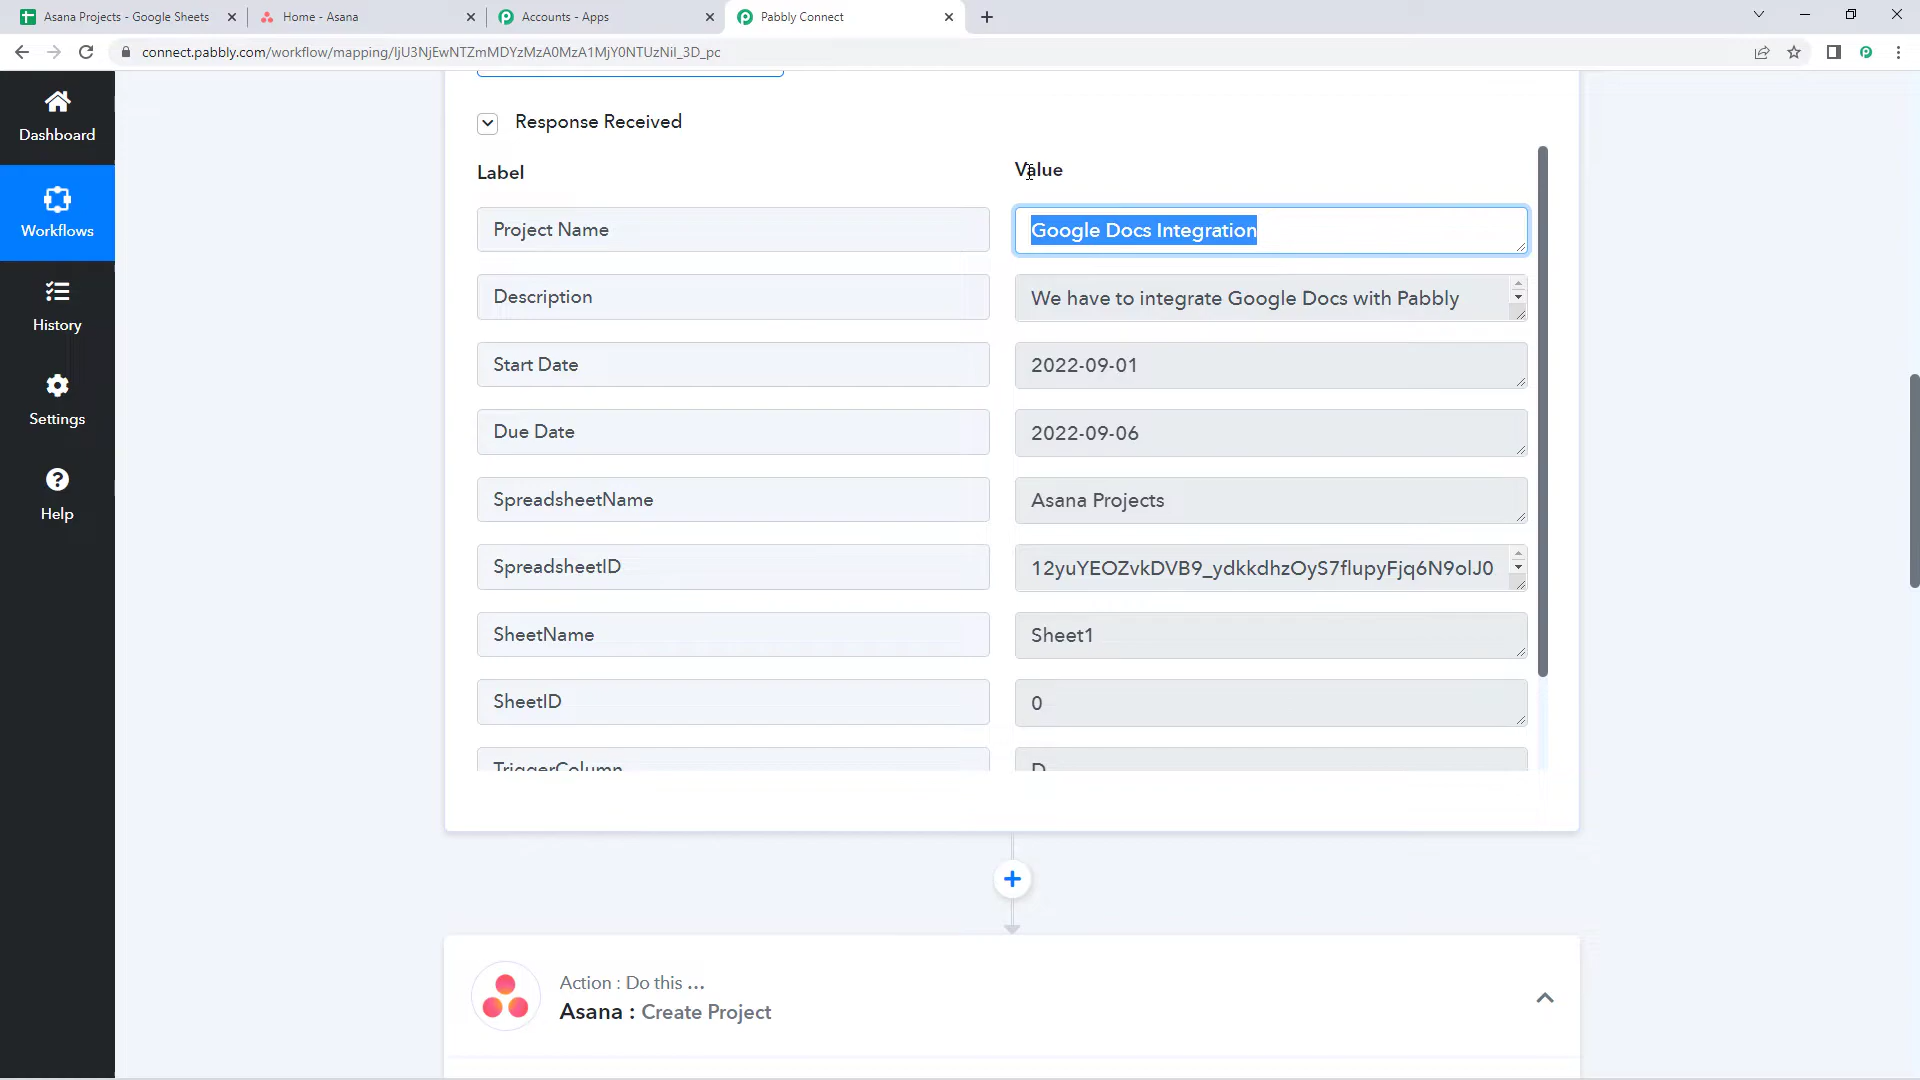 Asana Projects - Google Sheets
Home - Asana
Accounts - Apps
Pabbly Connect
connect.pabbly.com/workflow/mapping/IjU3NjEwNTZmMDYzMzA0MzA1MjY0NTUzNiI_3D_pc
Dashboard
Workflows
History
Settings
Help
Response Received
Label Value
Project Name Google Docs Integration
Description We have to integrate Google Docs with Pabbly
Start Date 2022-09-01
Due Date 2022-09-06
SpreadsheetName Asana Projects
SpreadsheetID 12yuYEOZvkDVB9_ydkkdhzOyS7flupyFjq6N9olJ0
SheetName Sheet1
SheetID 0
TriggerColumn D
Action : Do this ...
Asana : Create Project